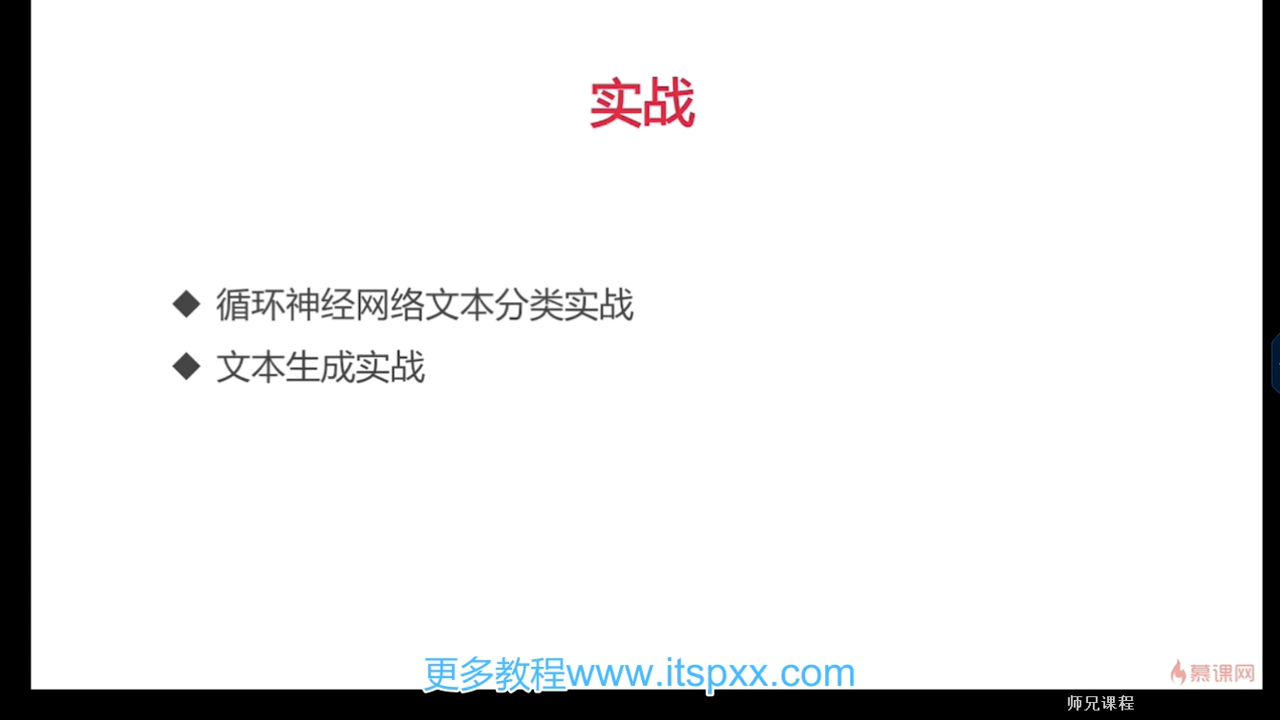 实战
◆ 循环神经网络文本分类实战
◆ 文本生成实战
更多教程www.itspxx.com
慕课网
师兄课程